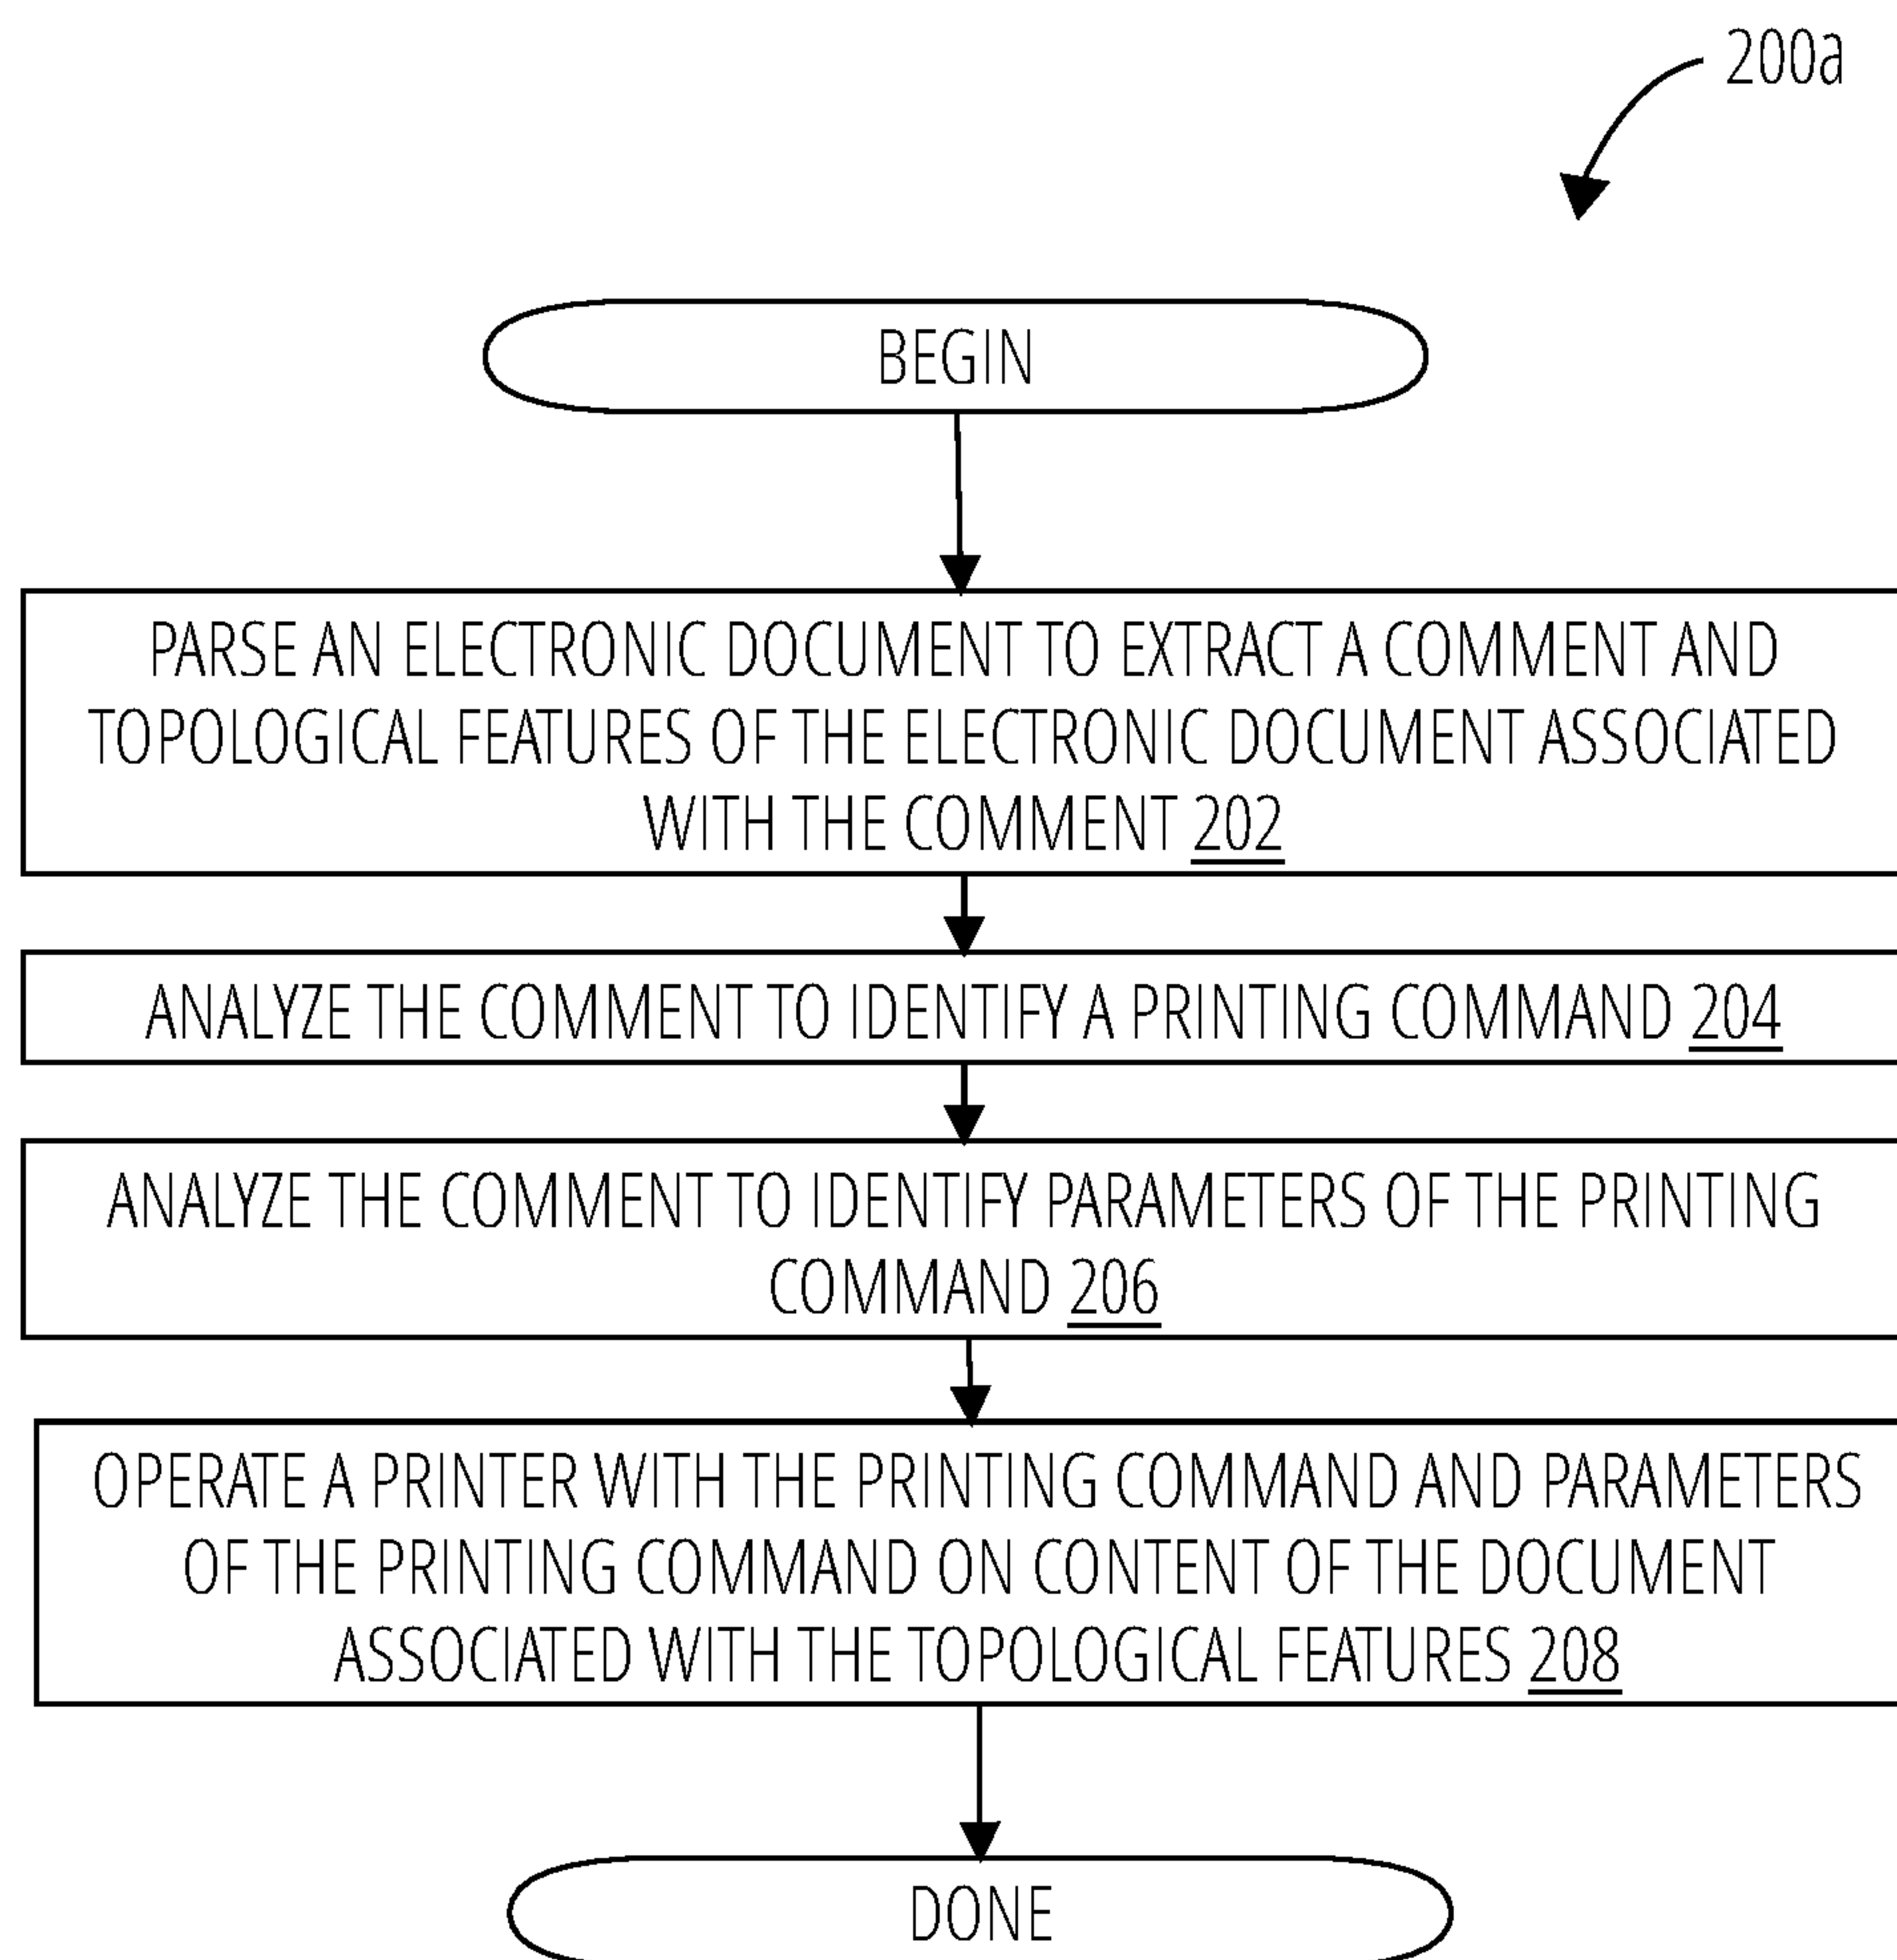 200a
BEGIN
PARSE AN ELECTRONIC DOCUMENT TO EXTRACT A COMMENT AND
TOPOLOGICAL FEATURES OF THE ELECTRONIC DOCUMENT ASSOCIATED
WITH THE COMMENT 202
ANALYZE THE COMMENT TO IDENTIFY A PRINTING COMMAND 204
ANALYZE THE COMMENT TO IDENTIFY PARAMETERS OF THE PRINTING
COMMAND 206
OPERATE A PRINTER WITH THE PRINTING COMMAND AND PARAMETERS
OF THE PRINTING COMMAND ON CONTENT OF THE DOCUMENT
ASSOCIATED WITH THE TOPOLOGICAL FEATURES 208
DONE